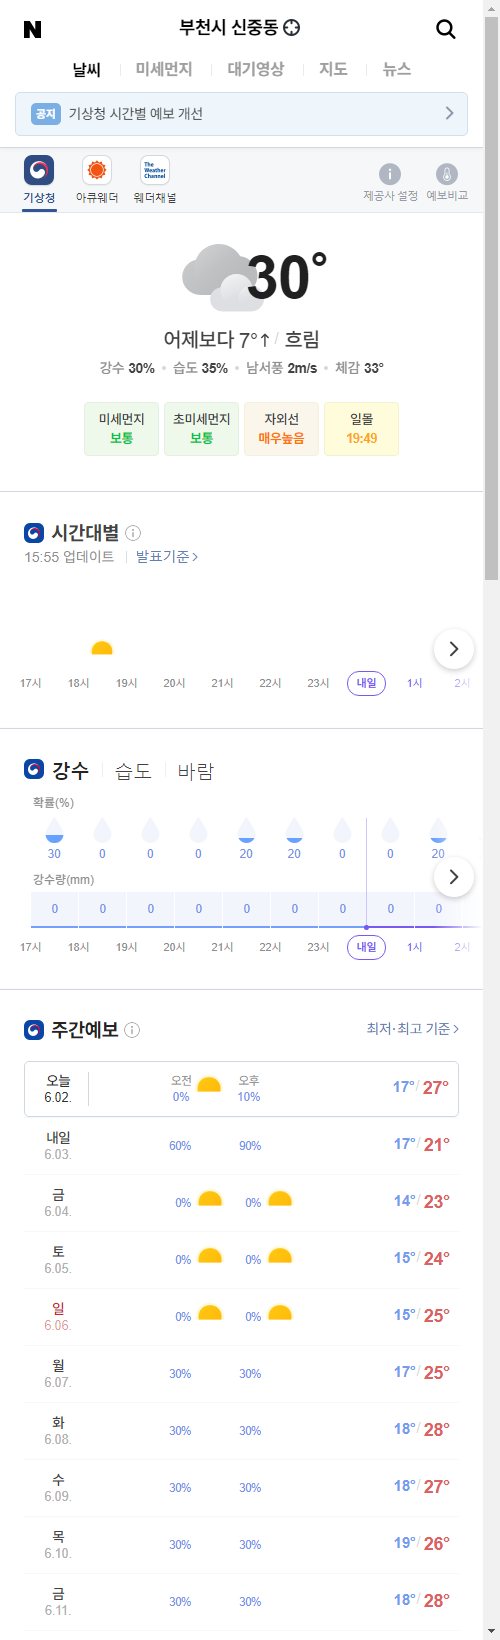 N 부천시 신중동
날씨 미세먼지 대기영상 지도 뉴스
공지 기상청 시간별 예보 개선
The Weather Channel
기상청 아큐웨더 웨더채널 제공사 설정 예보비교
30°
어제보다 7°↑ / 흐림
강수 30% • 습도 35% • 남서풍 2m/s • 체감 33°
미세먼지 초미세먼지 자외선 일몰
보통 보통 매우높음 19:49
시간대별
15:55 업데이트 발표기준 >
17시 18시 19시 20시 21시 22시 23시 내일 1시 2시
강수 습도 바람
확률(%)
30 0 0 0 20 20 0 0 20
강수량(mm)
0 0 0 0 0 0 0 0 0
17시 18시 19시 20시 21시 22시 23시 내일 1시 2시
주간예보 최저·최고 기준 >
오늘 오전 오후
6.02. 0% 10% 17°/ 27°
내일
6.03. 60% 90% 17°/ 21°
금
6.04. 0% 0% 14°/ 23°
토
6.05. 0% 0% 15°/ 24°
일
6.06. 0% 0% 15°/ 25°
월
6.07. 30% 30% 17°/ 25°
화
6.08. 30% 30% 18°/ 28°
수
6.09. 30% 30% 18°/ 27°
목
6.10. 30% 30% 19°/ 26°
금
6.11. 30% 30% 18°/ 28°